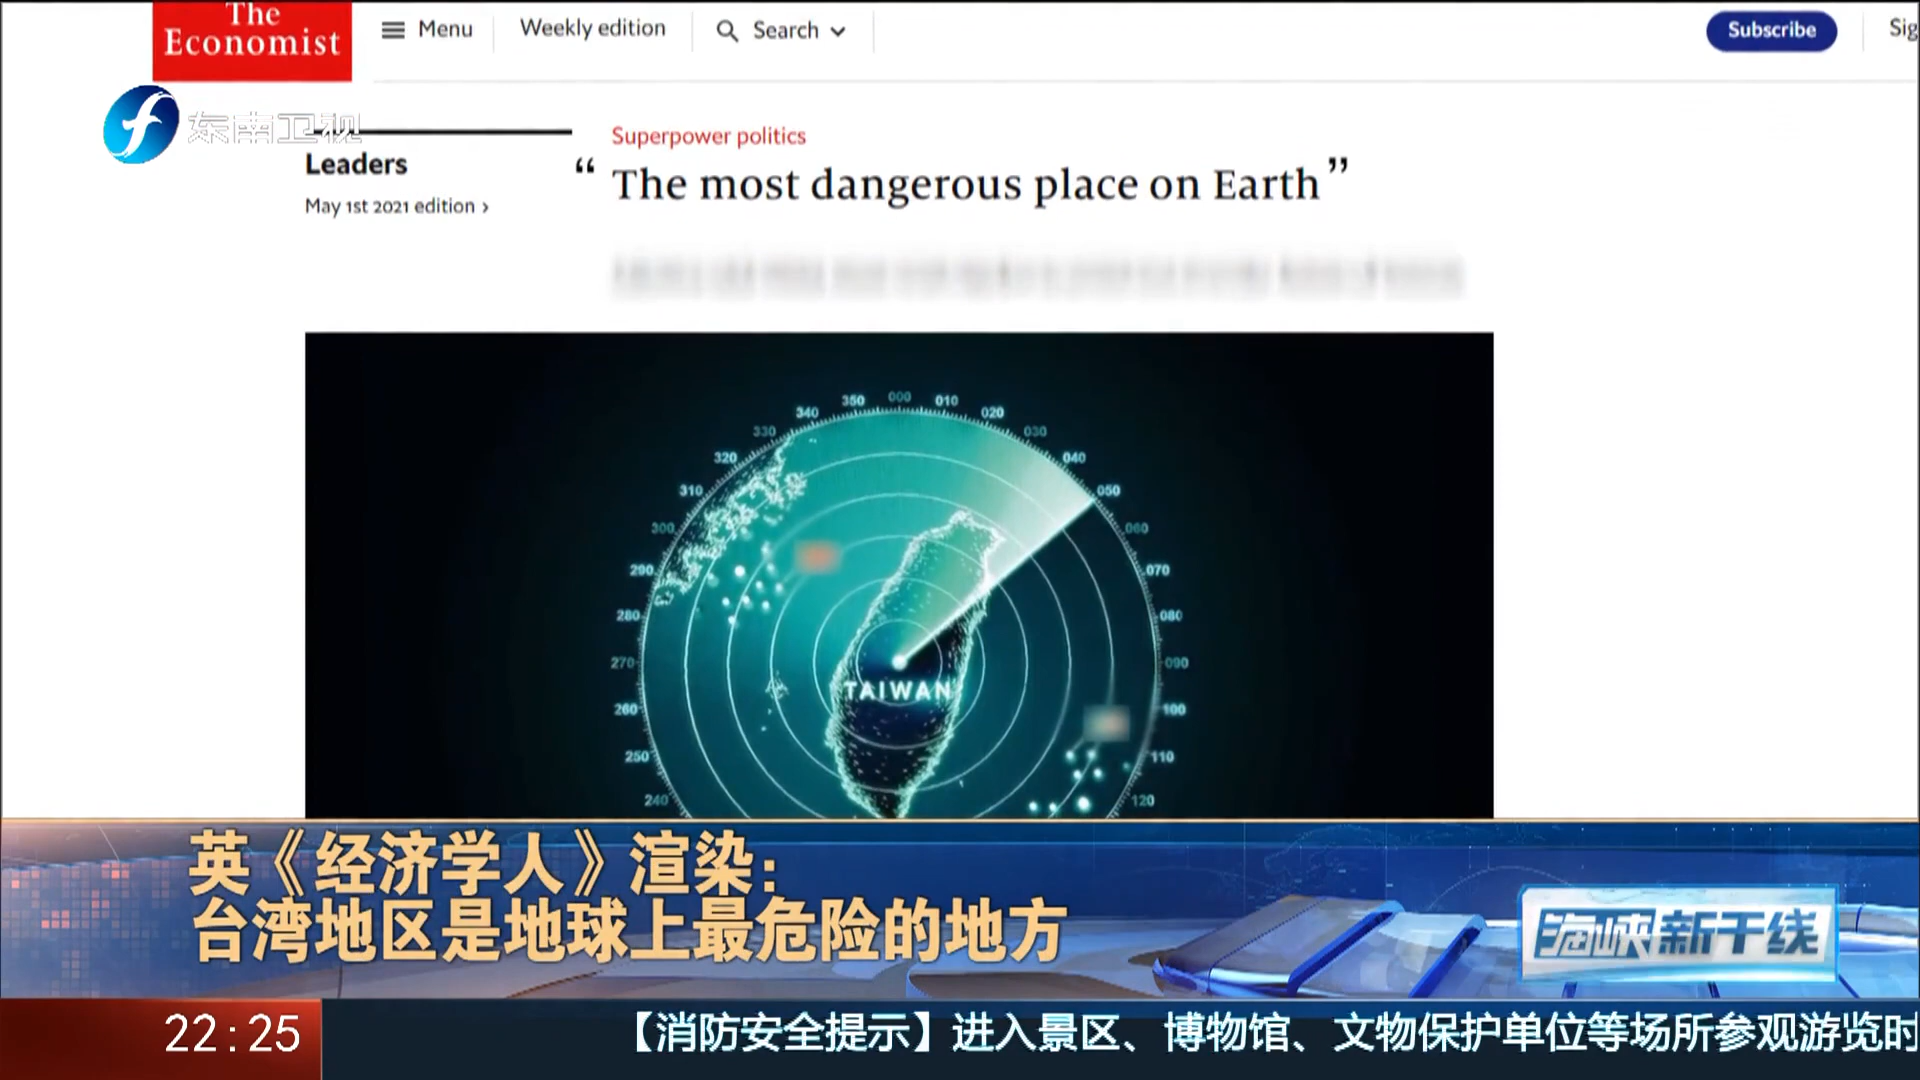 The
Economist
Menu
Weekly edition
Search
Subscribe
Sig
东南卫视
Leaders
May 1st 2021 edition ›
Superpower politics
“ The most dangerous place on Earth ”
350 000 010
340 020
330 030
320 040
310 050
300 060
290 070
280 080
270 090
TAIWAN
260 100
250 110
240 120
英《经济学人》渲染：
台湾地区是地球上最危险的地方
海峡新干线
22:25
【消防安全提示】进入景区、博物馆、文物保护单位等场所参观游览时